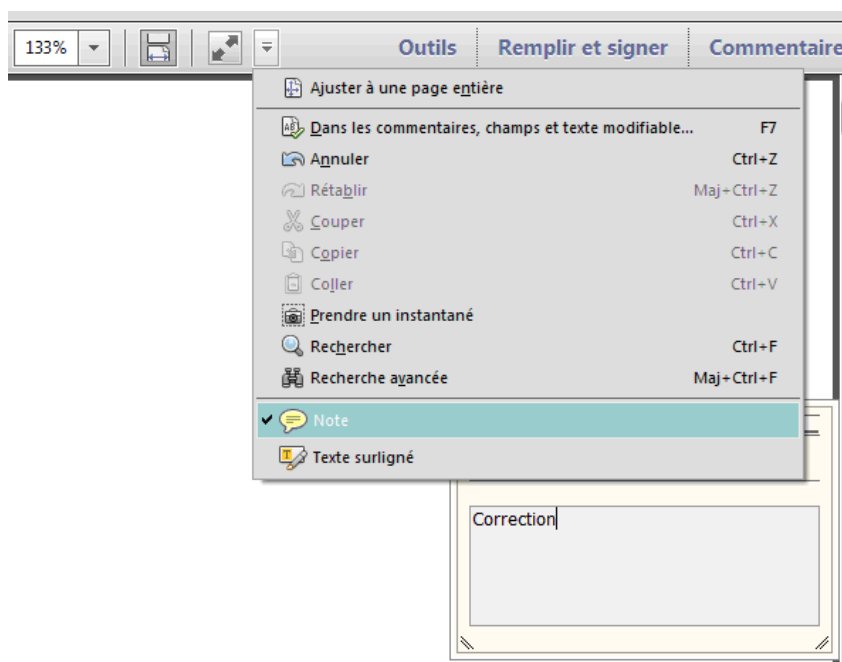 133% Outils Remplir et signer Commentaire
Ajuster à une page entière
Dans les commentaires, champs et texte modifiable... F7
Annuler Ctrl+Z
Rétablir Maj+Ctrl+Z
Couper Ctrl+X
Copier Ctrl+C
Coller Ctrl+V
Prendre un instantané
Rechercher Ctrl+F
Recherche avancée Maj+Ctrl+F
Note
Texte surligné
Correction